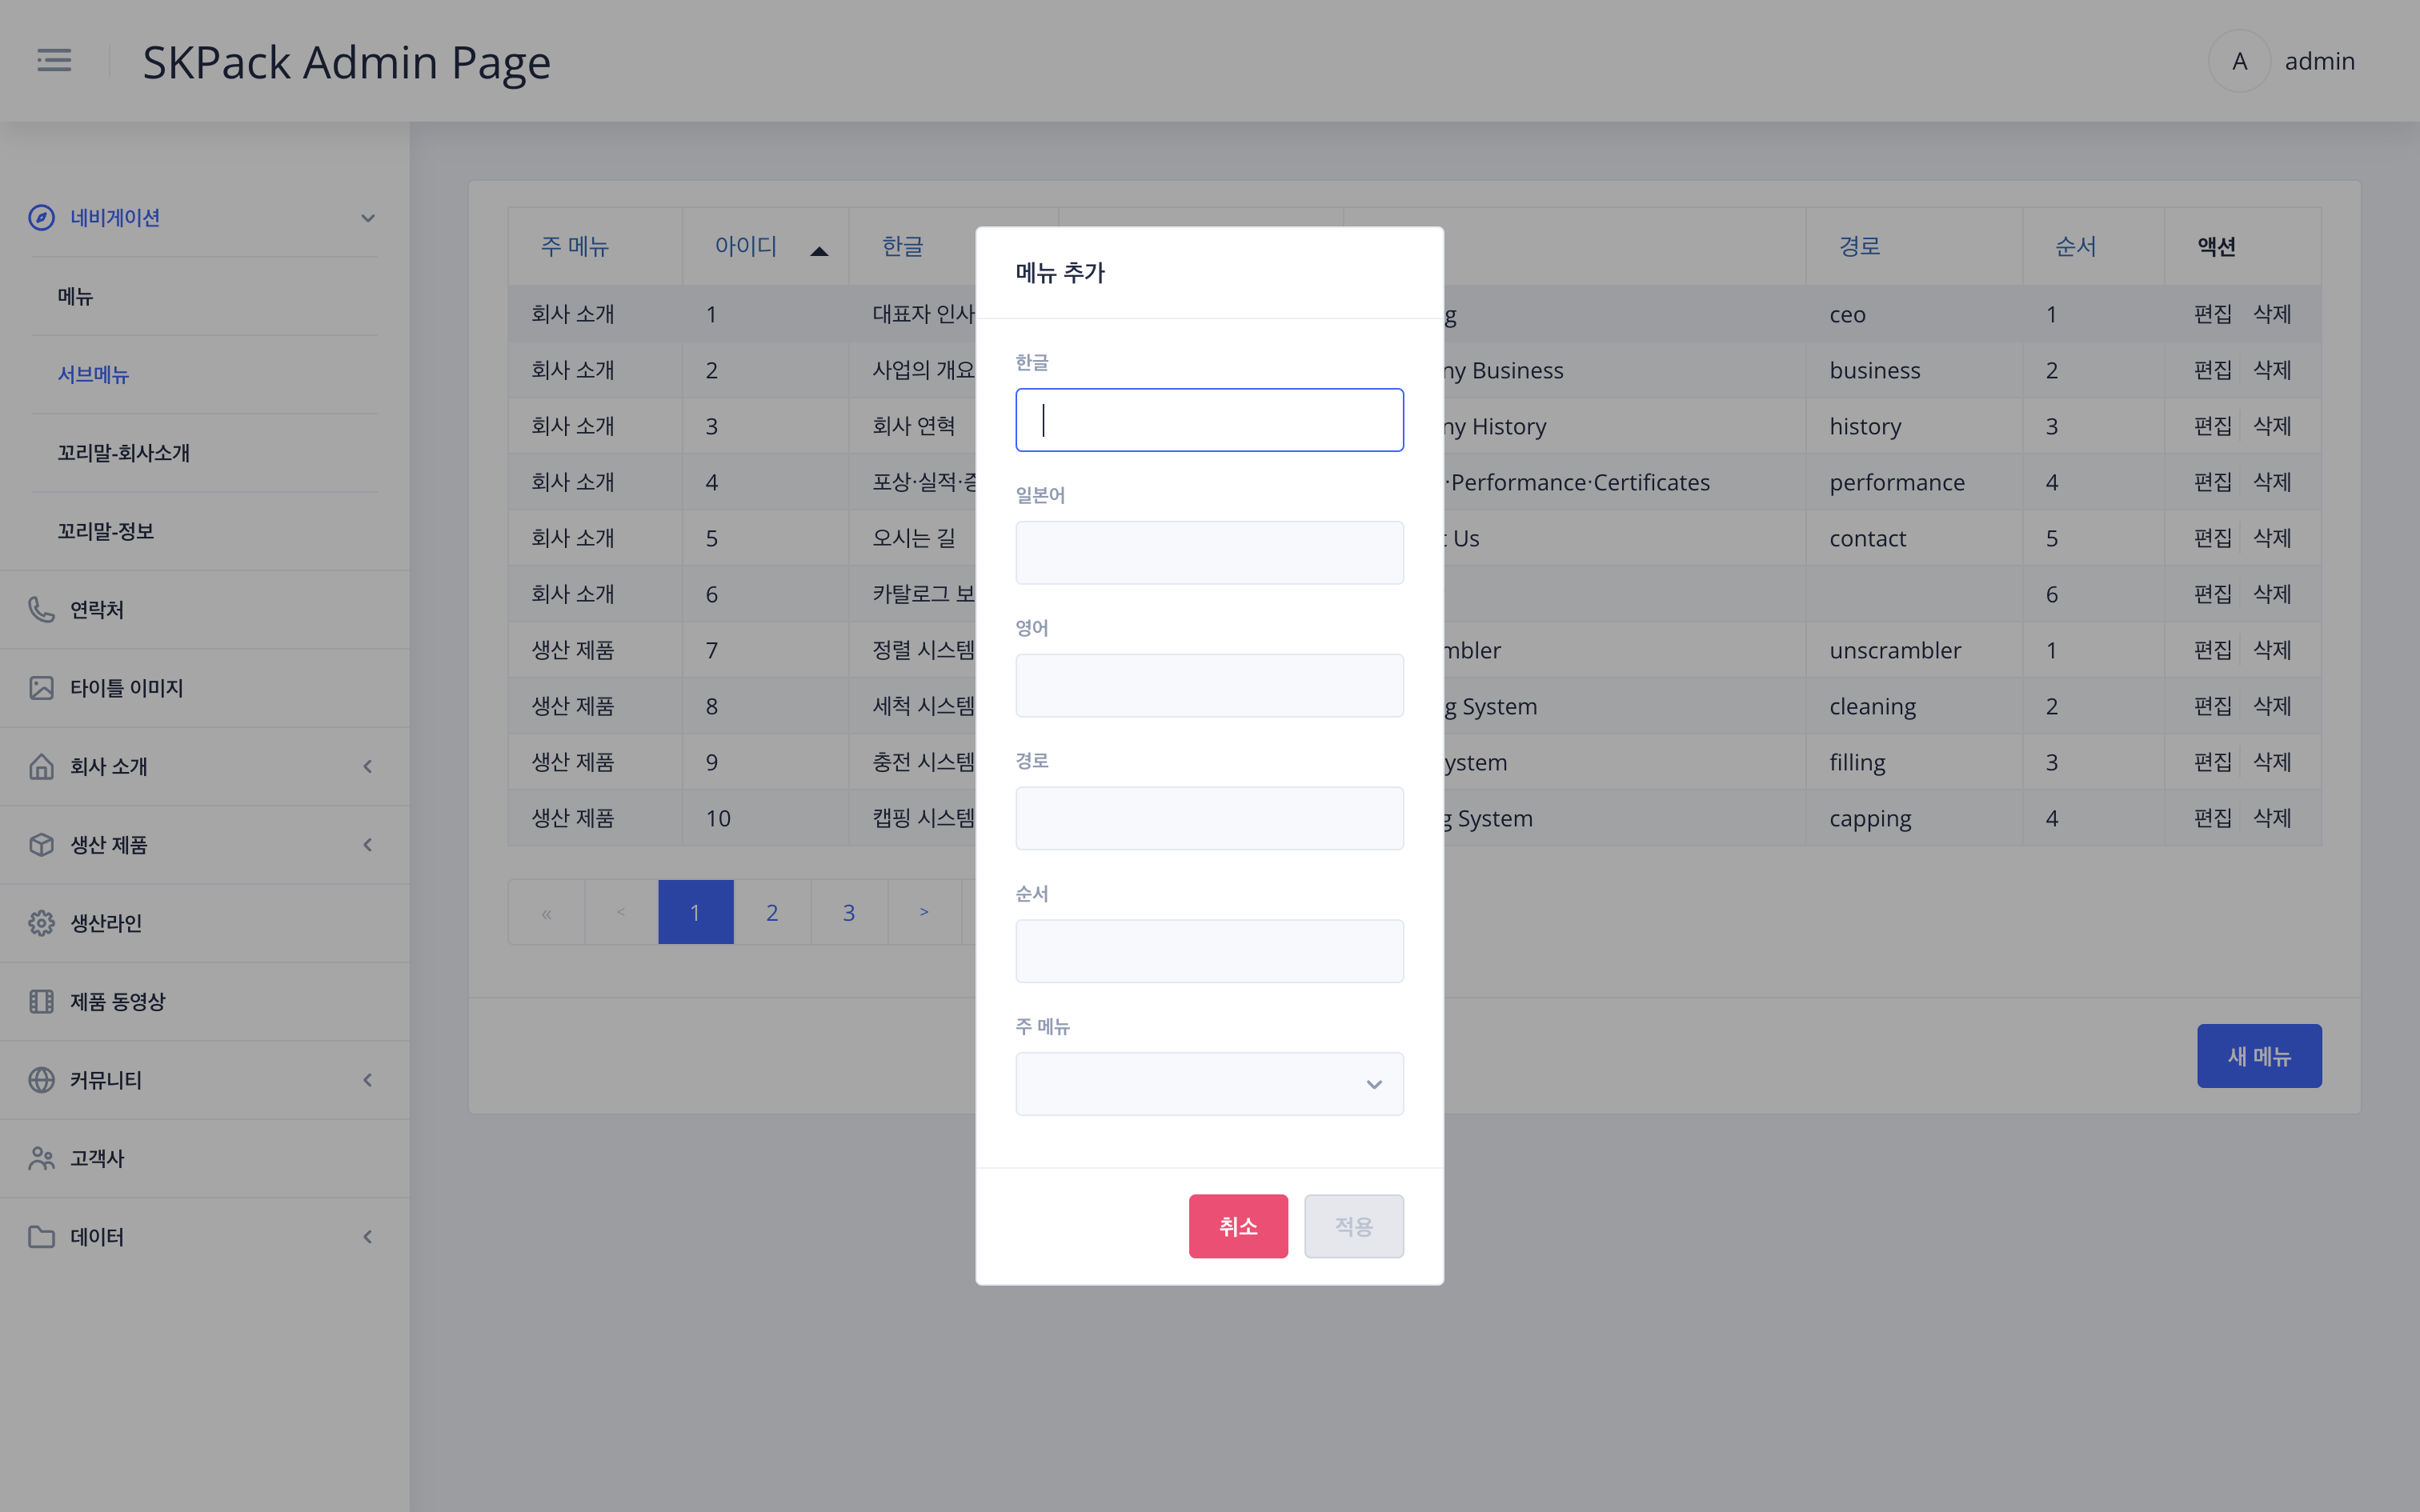 SKPack Admin Page
A admin
네비게이션
메뉴
서브메뉴
꼬리말-회사소개
꼬리말-정보
연락처
타이틀 이미지
회사 소개
생산 제품
생산라인
제품 동영상
커뮤니티
고객사
데이터
주 메뉴 아이디 한글 경로 순서 액션
회사 소개 1 대표자 인사 ceo 1 편집 삭제
회사 소개 2 사업의 개요 Business business 2 편집 삭제
회사 소개 3 회사 연혁 History history 3 편집 삭제
회사 소개 4 포상·실적· ·Performance·Certificates performance 4 편집 삭제
회사 소개 5 오시는 길 Us contact 5 편집 삭제
회사 소개 6 카탈로그 보 6 편집 삭제
생산 제품 7 정렬 시스템 mbler unscrambler 1 편집 삭제
생산 제품 8 세척 시스템 g System cleaning 2 편집 삭제
생산 제품 9 충전 시스템 ystem filling 3 편집 삭제
생산 제품 10 캡핑 시스템 g System capping 4 편집 삭제
« < 1 2 3 >
새 메뉴
메뉴 추가
한글
일본어
영어
경로
순서
주 메뉴
취소 적용